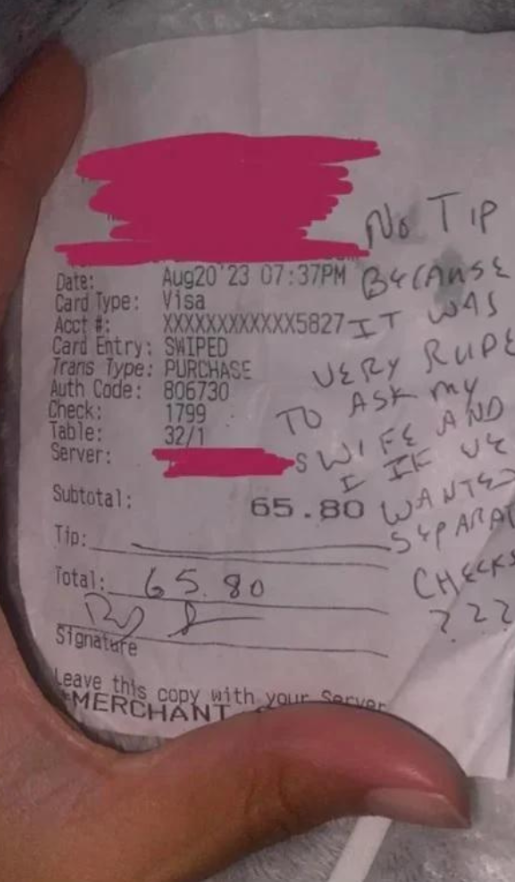 No TIP
BECAUSE
IT WAS
VERY RUDE
TO ASK MY
WIFE AND
I IF WE
WANTED
SEPARAT
CHECKS
???
Date: Aug20'23 07:37PM
Card Type: Visa
Acct #: XXXXXXXXXXXX5827
Card Entry: SWIPED
Trans Type: PURCHASE
Auth Code: 806730
Check: 1799
Table: 32/1
Server: S
Subtotal: 65.80
Tip:
Total: 65.80
Signature
Leave this copy with your Server
*MERCHANT